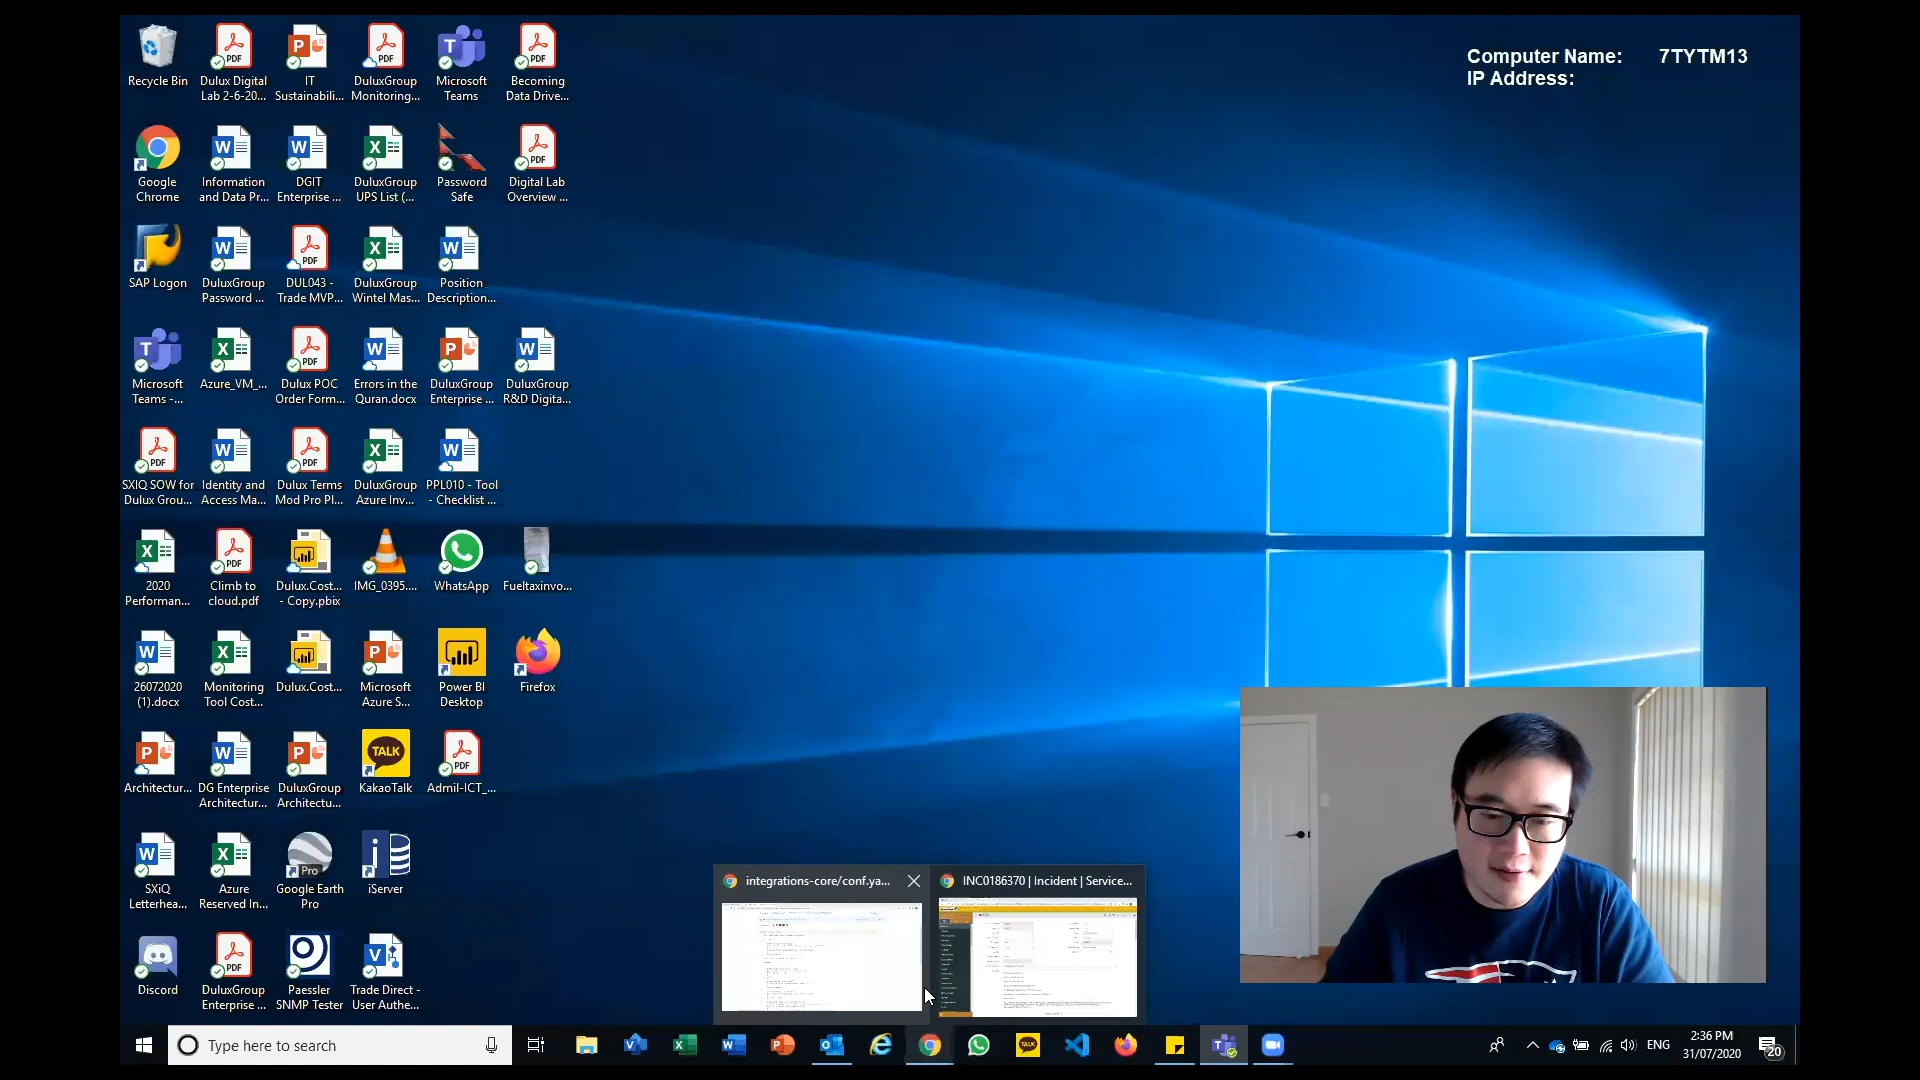 Computer Name: 7TYTM13
IP Address:
Recycle Bin
Dulux Digital
Lab 2-6-20...
IT
Sustainabili...
DuluxGroup
Monitoring...
Microsoft
Teams
Becoming
Data Drive...
Google
Chrome
Information
and Data Pr...
DGIT
Enterprise ...
DuluxGroup
UPS List (...
Password
Safe
Digital Lab
Overview ...
SAP Logon
DuluxGroup
Password ...
DUL043 -
Trade MVP...
DuluxGroup
Wintel Mas...
Position
Description...
Microsoft
Teams -...
Azure_VM_...
Dulux POC
Order Form...
Errors in the
Quran.docx
DuluxGroup
Enterprise ...
DuluxGroup
R&D Digita...
SXIQ SOW for
Dulux Grou...
Identity and
Access Ma...
Dulux Terms
Mod Pro Pl...
DuluxGroup
Azure Inv...
PPL010 - Tool
- Checklist ...
2020
Performan...
Climb to
cloud.pdf
Dulux.Cost...
- Copy.pbix
IMG_0395....
WhatsApp
Fueltaxinvo...
26072020
(1).docx
Monitoring
Tool Cost...
Dulux.Cost...
Microsoft
Azure S...
Power BI
Desktop
Firefox
Architectur...
DG Enterprise
Architectur...
DuluxGroup
Architectu...
TALK
KakaoTalk
Admil-ICT_...
SXiQ
Letterhea...
Azure
Reserved In...
Pro
Google Earth
Pro
iServer
Discord
DuluxGroup
Enterprise ...
Paessler
SNMP Tester
Trade Direct -
User Authe...
integrations-core/conf.ya...
INC0186370 | Incident | Service...
Type here to search
ENG
2:36 PM
31/07/2020
20